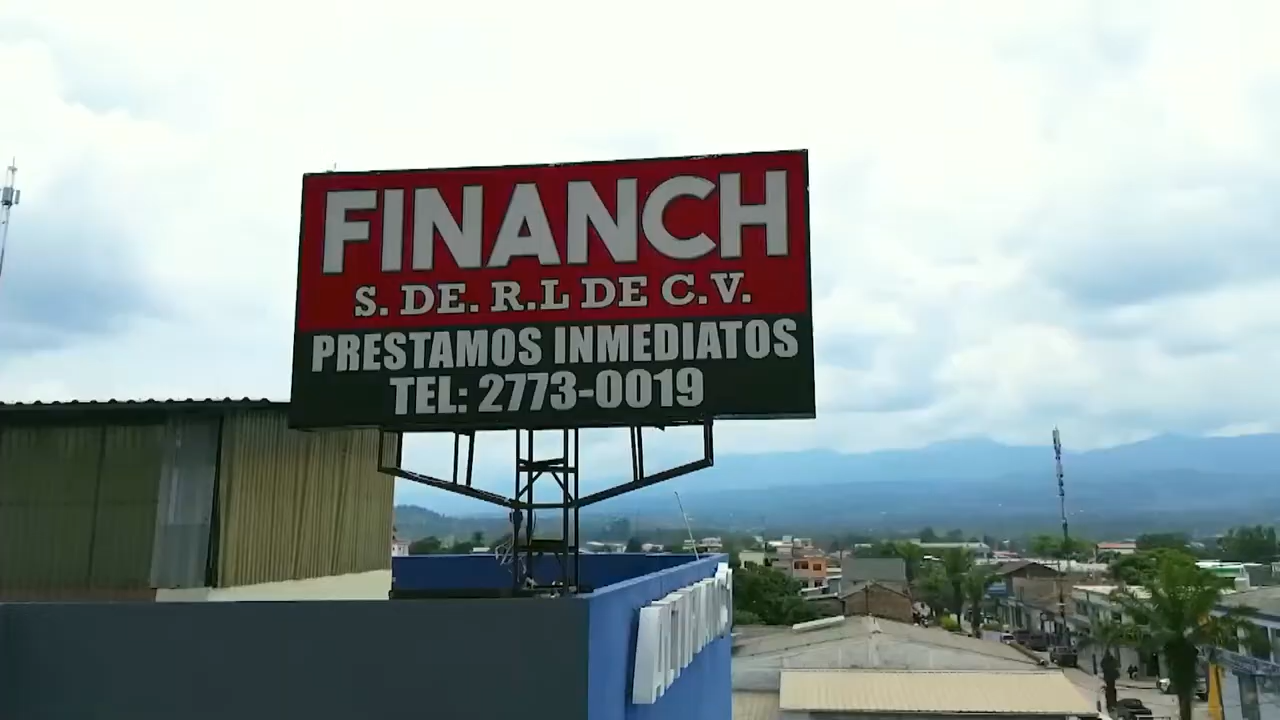 FINANCH
S. DE. R.L DE C.V.
PRESTAMOS INMEDIATOS
TEL: 2773-0019